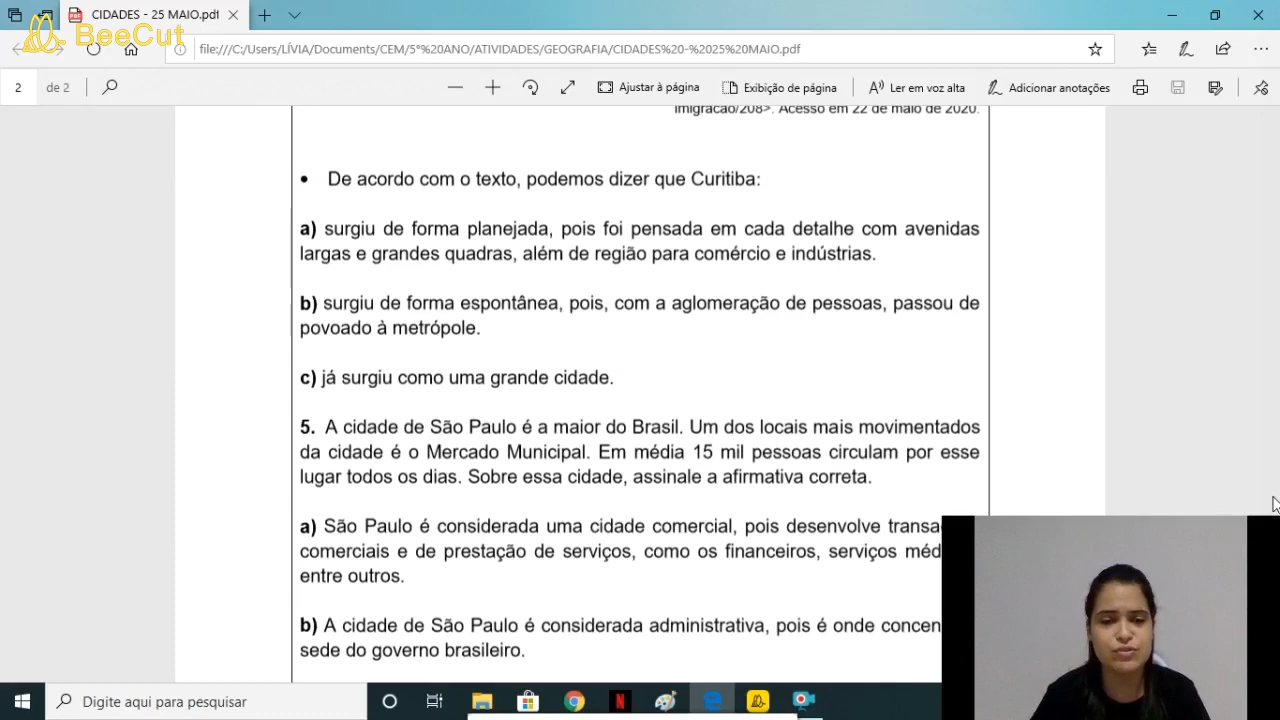 CIDADES - 25 MAIO.pdf
BeeCut
file:///C:/Users/LÍVIA/Documents/CEM/5°%20ANO/ATIVIDADES/GEOGRAFIA/CIDADES%20-%2025%20MAIO.pdf
2 de 2 Ajustar à página Exibição de página Ler em voz alta Adicionar anotações
Imigracao/208>. Acesso em 22 de maio de 2020.
• De acordo com o texto, podemos dizer que Curitiba:
a) surgiu de forma planejada, pois foi pensada em cada detalhe com avenidas
largas e grandes quadras, além de região para comércio e indústrias.
b) surgiu de forma espontânea, pois, com a aglomeração de pessoas, passou de
povoado à metrópole.
c) já surgiu como uma grande cidade.
5. A cidade de São Paulo é a maior do Brasil. Um dos locais mais movimentados
da cidade é o Mercado Municipal. Em média 15 mil pessoas circulam por esse
lugar todos os dias. Sobre essa cidade, assinale a afirmativa correta.
a) São Paulo é considerada uma cidade comercial, pois desenvolve transa
comerciais e de prestação de serviços, como os financeiros, serviços méd
entre outros.
b) A cidade de São Paulo é considerada administrativa, pois é onde concen
sede do governo brasileiro.
Digite aqui para pesquisar